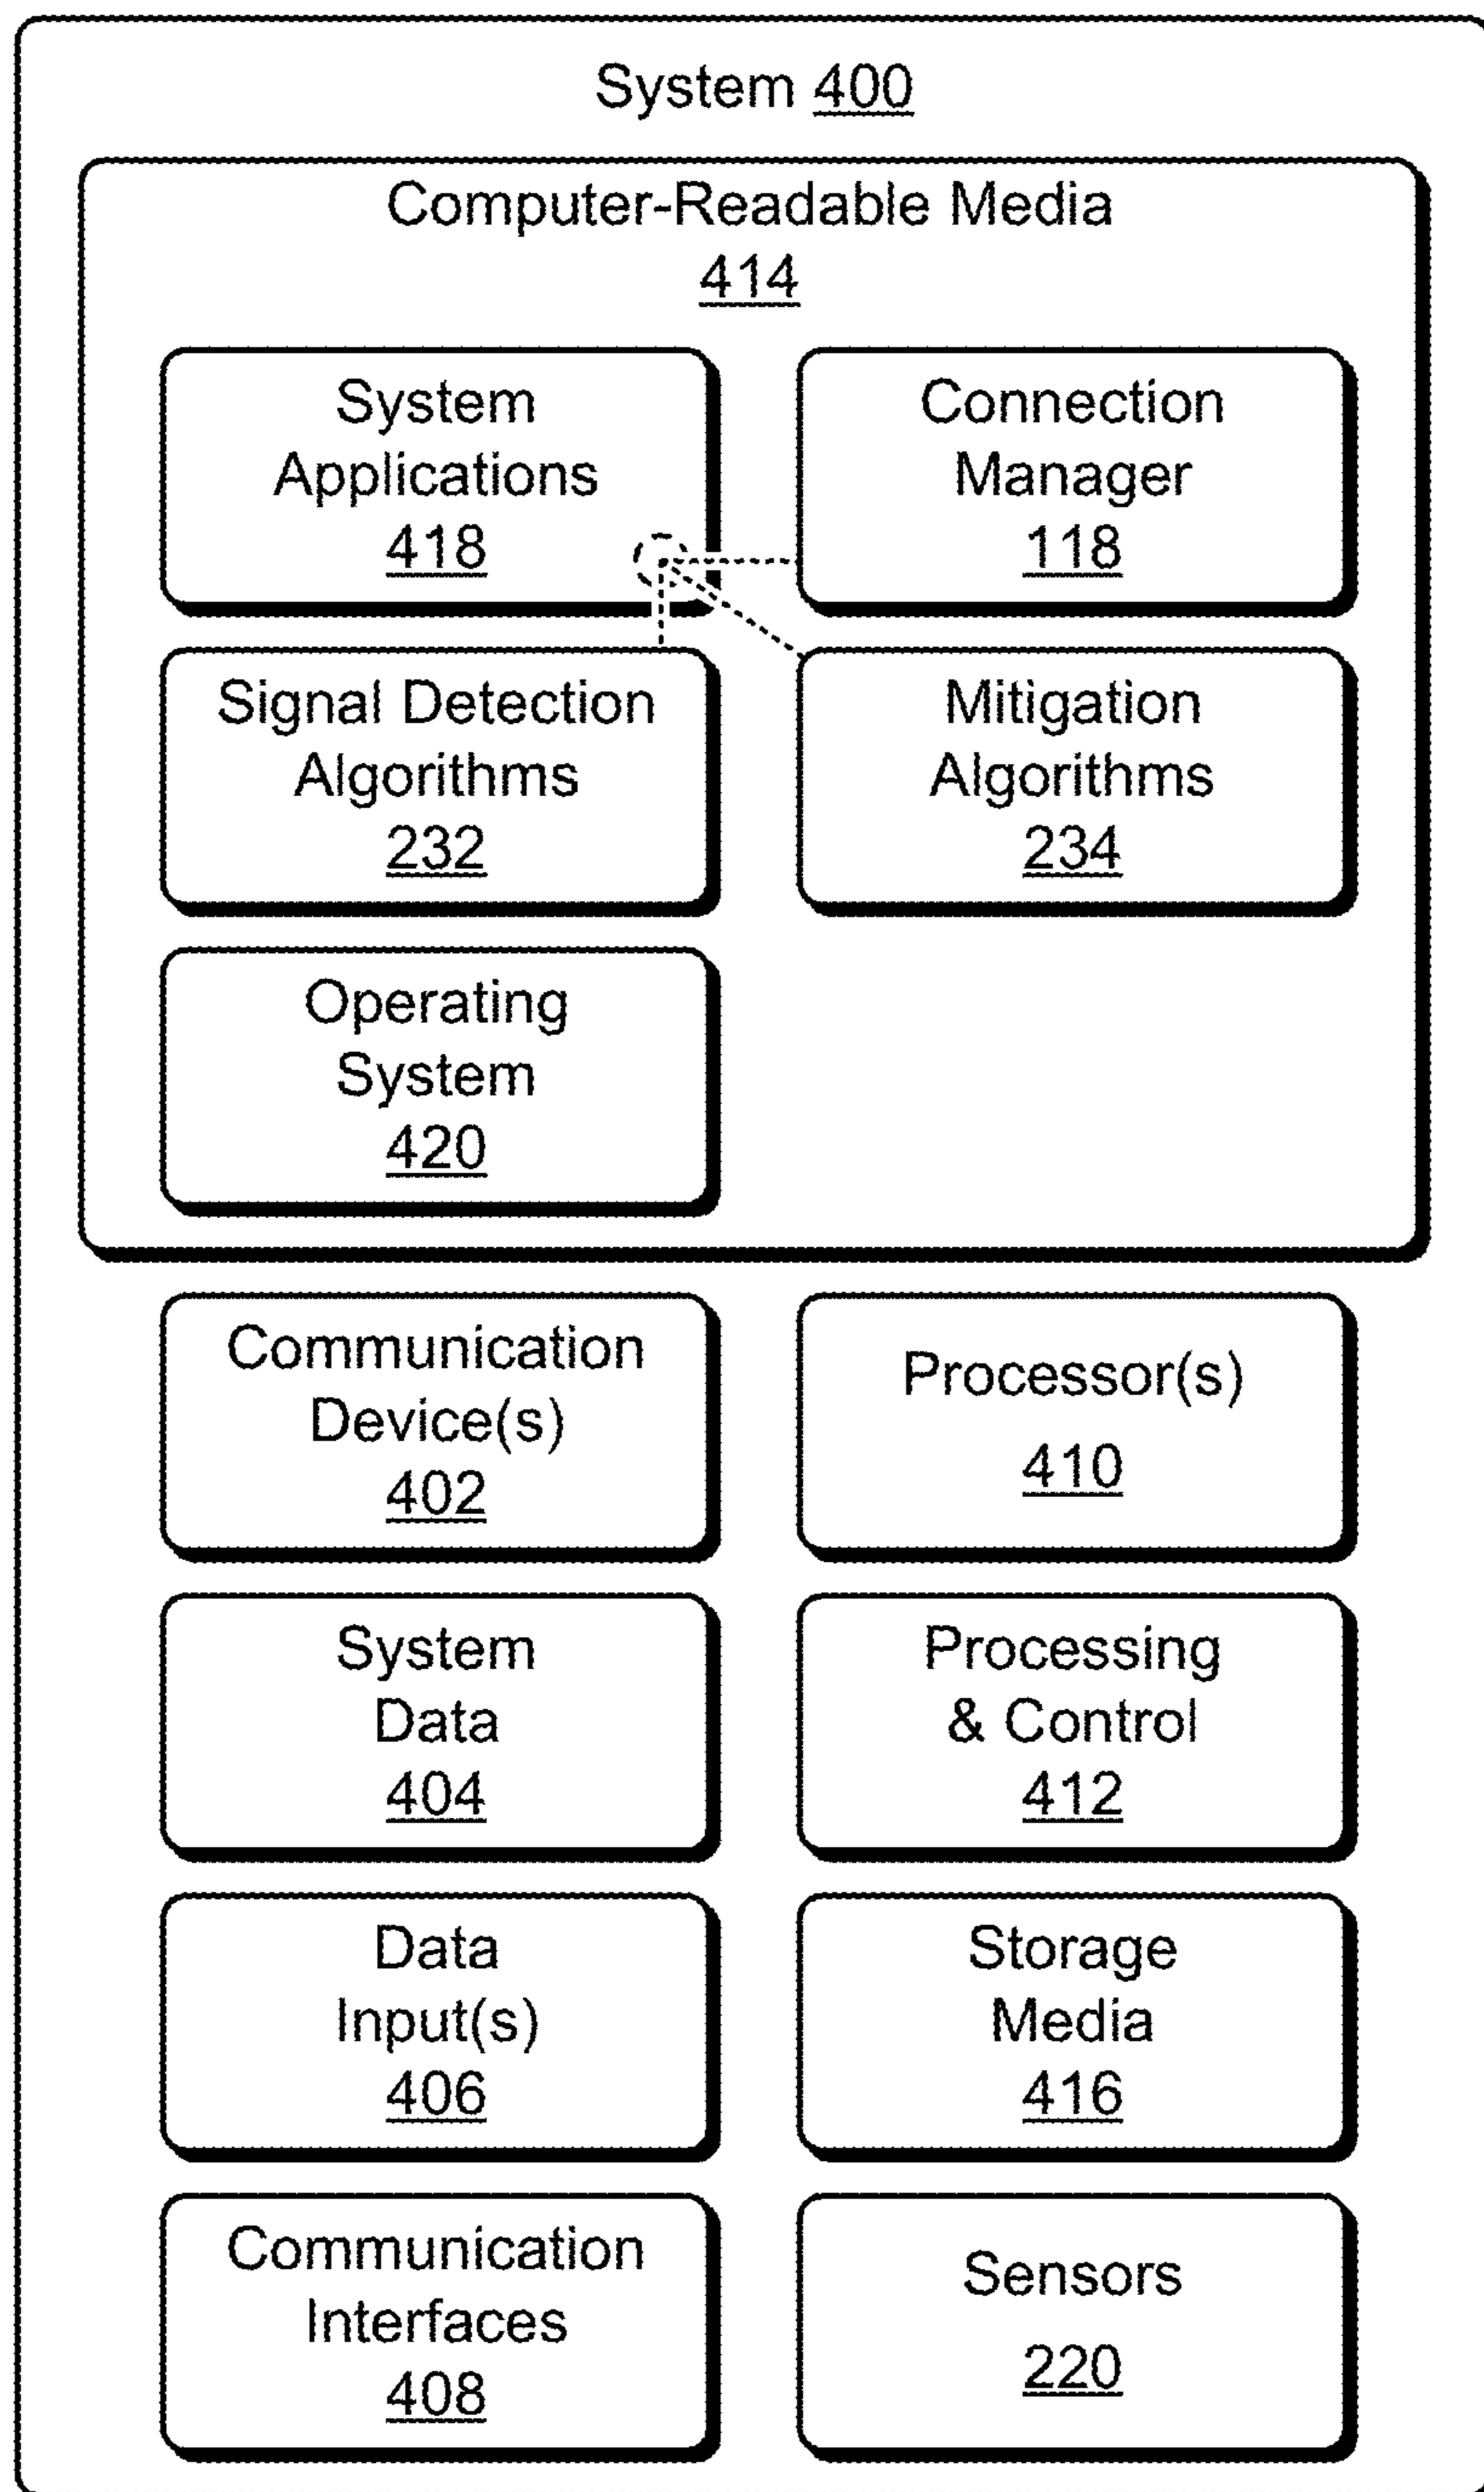 System 400
Computer-Readable Media
414
System
Applications
418
Connection
Manager
118
Signal Detection
Algorithms
232
Mitigation
Algorithms
234
Operating
System
420
Communication
Device(s)
402
Processor(s)
410
System
Data
404
Processing
& Control
412
Data
Input(s)
406
Storage
Media
416
Communication
Interfaces
408
Sensors
220